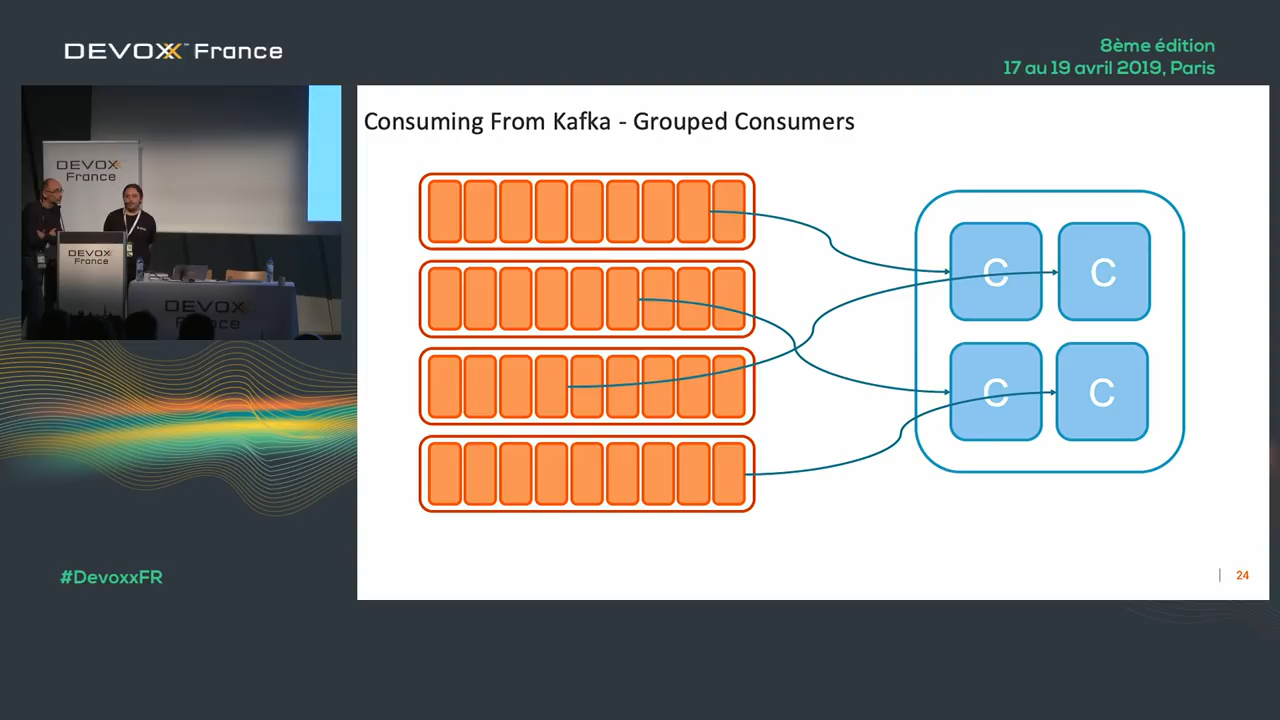 DEVOXX™ France
8ème édition
17 au 19 avril 2019, Paris
DEVOXX
France
DEVOXX
France
DEVOXX
France
Consuming From Kafka - Grouped Consumers
C
C
C
C
24
#DevoxxFR